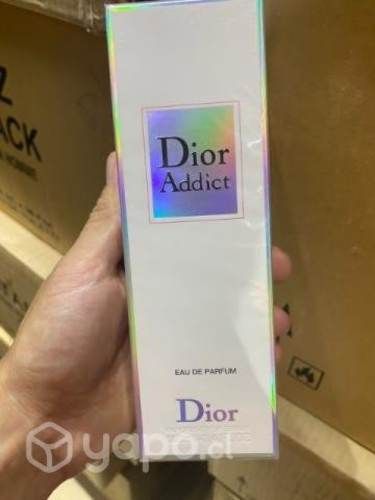 Z
ACK
Dior
Addict
EAU DE PARFUM
Dior
yapo.cl